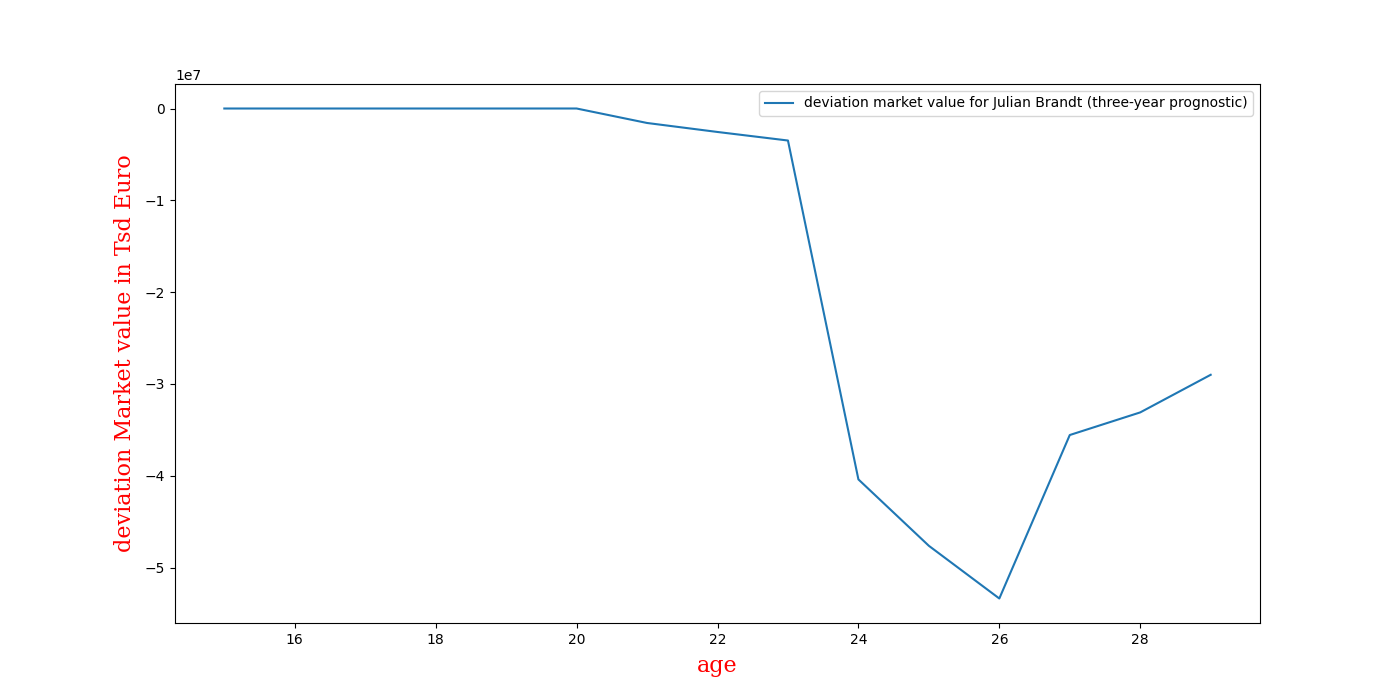 1e7
deviation market value for Julian Brandt (three-year prognostic)
0
−1
−2
−3
−4
−5
deviation Market value in Tsd Euro
16 18 20 22 24 26 28
age